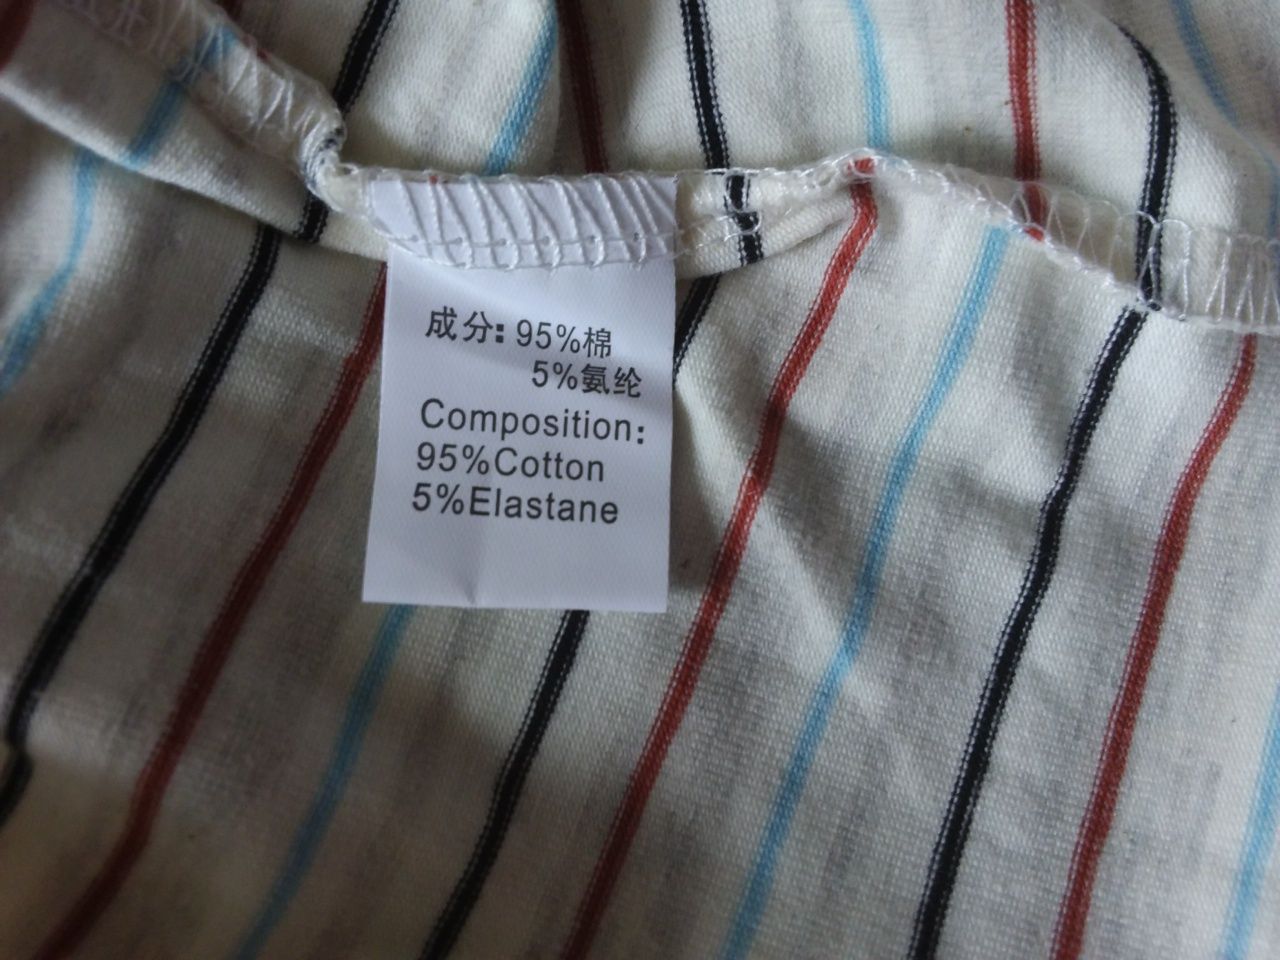 成分:95%棉
5%氨纶
Composition:
95%Cotton
5%Elastane